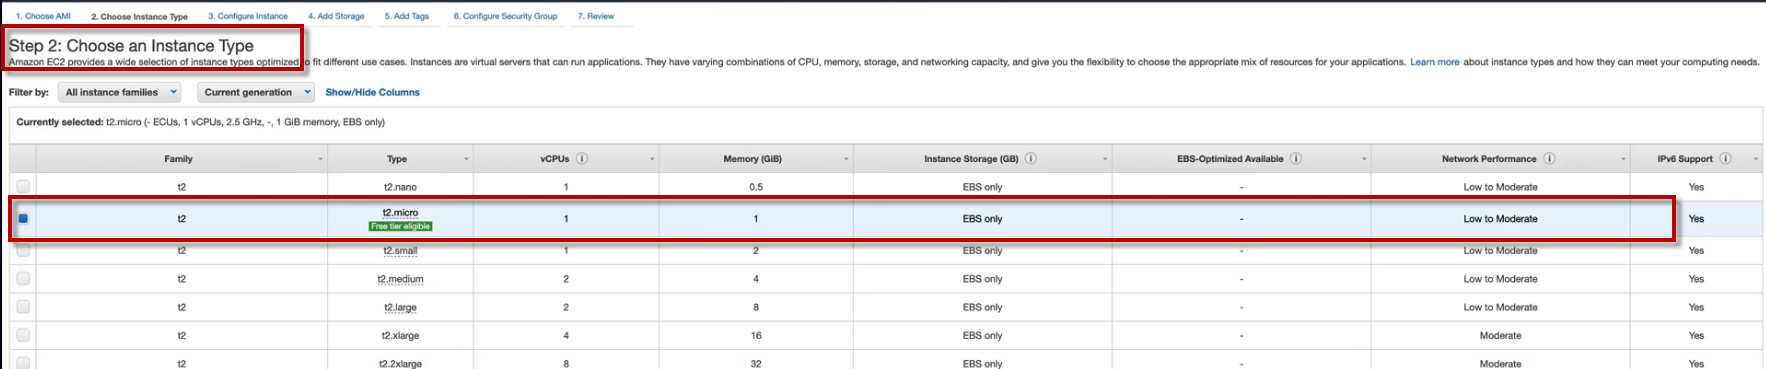 1. Choose AMI 2. Choose Instance Type 3. Configure Instance 4. Add Storage 5. Add Tags 6. Configure Security Group 7. Review
Step 2: Choose an Instance Type
Amazon EC2 provides a wide selection of instance types optimized to fit different use cases. Instances are virtual servers that can run applications. They have varying combinations of CPU, memory, storage, and networking capacity, and give you the flexibility to choose the appropriate mix of resources for your applications. Learn more about instance types and how they can meet your computing needs.
Filter by: All instance families Current generation Show/Hide Columns
Currently selected: t2.micro (- ECUs, 1 vCPUs, 2.5 GHz, -, 1 GiB memory, EBS only)
Family Type vCPUs Memory (GiB) Instance Storage (GB) EBS-Optimized Available Network Performance IPv6 Support
t2 t2.nano 1 0.5 EBS only - Low to Moderate Yes
t2 t2.micro 1 1 EBS only - Low to Moderate Yes
Free tier eligible
t2 t2.small 1 2 EBS only - Low to Moderate Yes
t2 t2.medium 2 4 EBS only - Low to Moderate Yes
t2 t2.large 2 8 EBS only - Low to Moderate Yes
t2 t2.xlarge 4 16 EBS only - Moderate Yes
t2 t2.2xlarge 8 32 EBS only - Moderate Yes